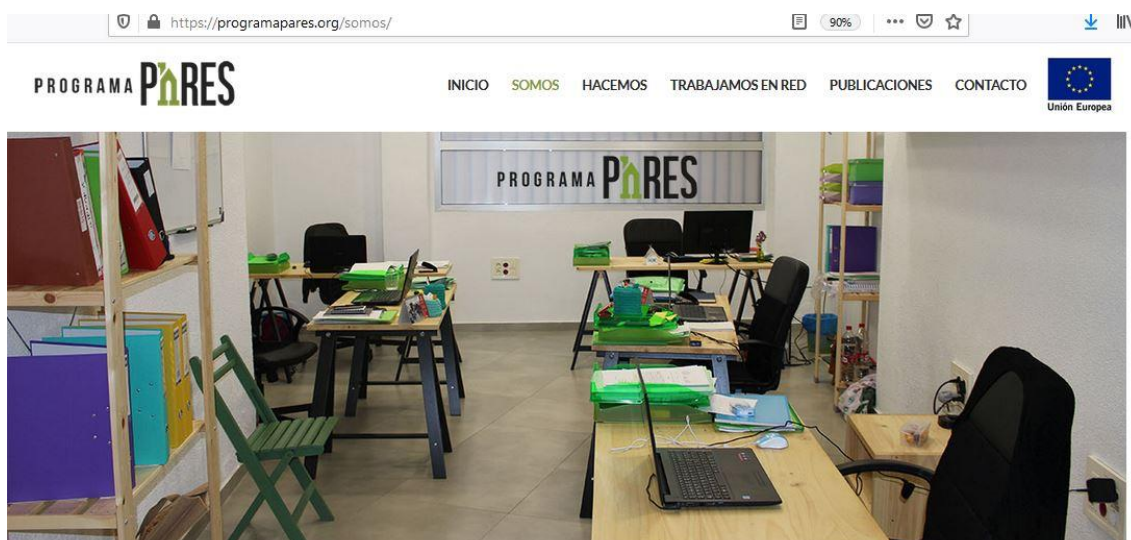 https://programapares.org/somos/
90%
PROGRAMA PARES
INICIO SOMOS HACEMOS TRABAJAMOS EN RED PUBLICACIONES CONTACTO
Unión Europea
PROGRAMA PARES